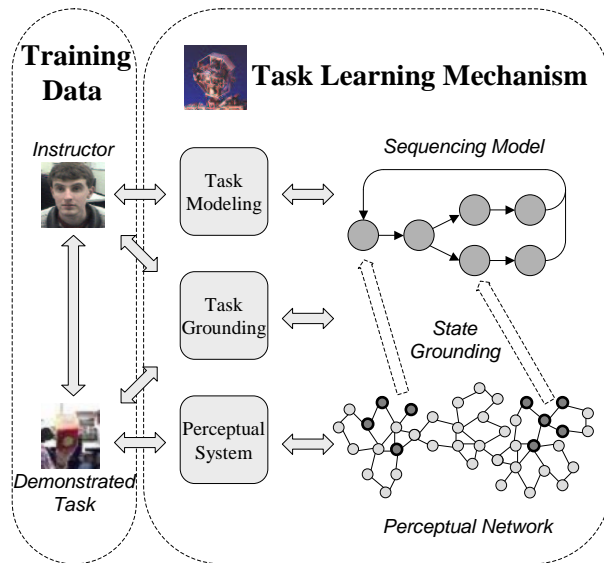 Training
Data
Task Learning Mechanism
Instructor
Task
Modeling
Sequencing Model
Task
Grounding
State
Grounding
Perceptual
System
Demonstrated
Task
Perceptual Network